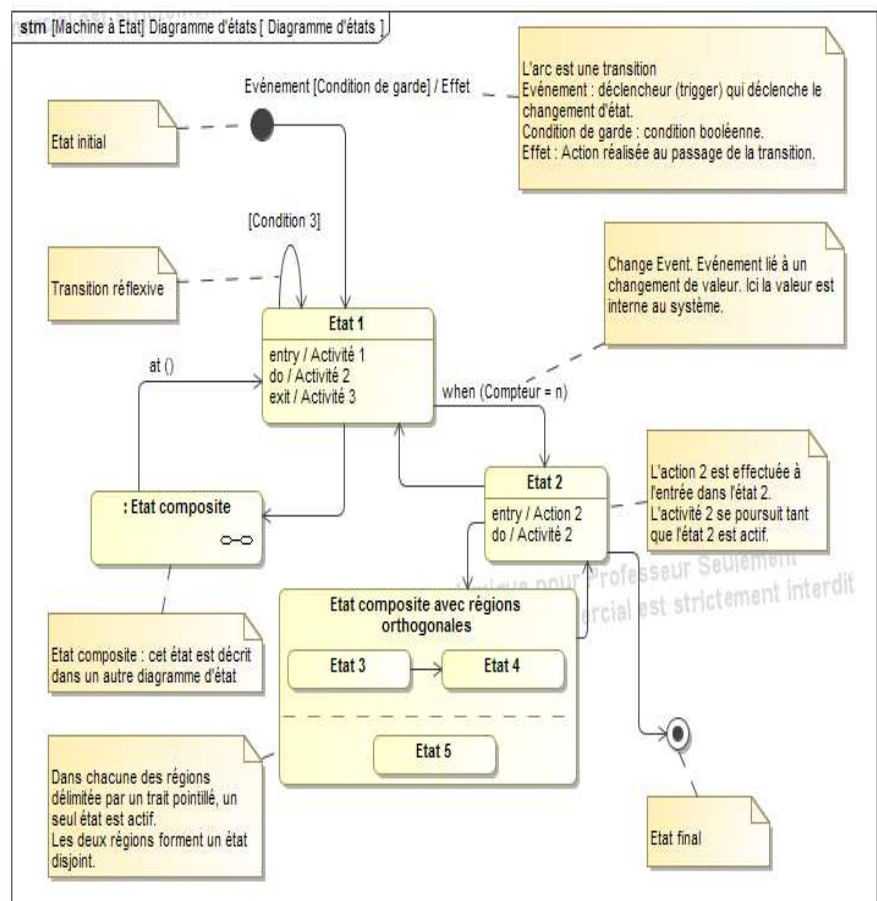 stm [Machine à Etat] Diagramme d'états [ Diagramme d'états ]
Evénement [Condition de garde] / Effet
L'arc est une transition
Evénement : déclencheur (trigger) qui déclenche le
changement d'état.
Condition de garde : condition booléenne.
Effet : Action réalisée au passage de la transition.
Etat initial
[Condition 3]
Transition réflexive
Change Event. Evénement lié à un
changement de valeur. Ici la valeur est
interne au système.
Etat 1
entry / Activité 1
do / Activité 2
exit / Activité 3
at ()
when (Compteur = n)
: Etat composite
Etat 2
entry / Action 2
do / Activité 2
L'action 2 est effectuée à
l'entrée dans l'état 2.
L'activité 2 se poursuit tant
que l'état 2 est actif.
pour Professeur Seulement
est strictement interdit
Etat composite avec régions
orthogonales
Etat 3
Etat 4
Etat 5
Etat composite : cet état est décrit
dans un autre diagramme d'état
Dans chacune des régions
délimitée par un trait pointillé, un
seul état est actif.
Les deux régions forment un état
disjoint.
Etat final